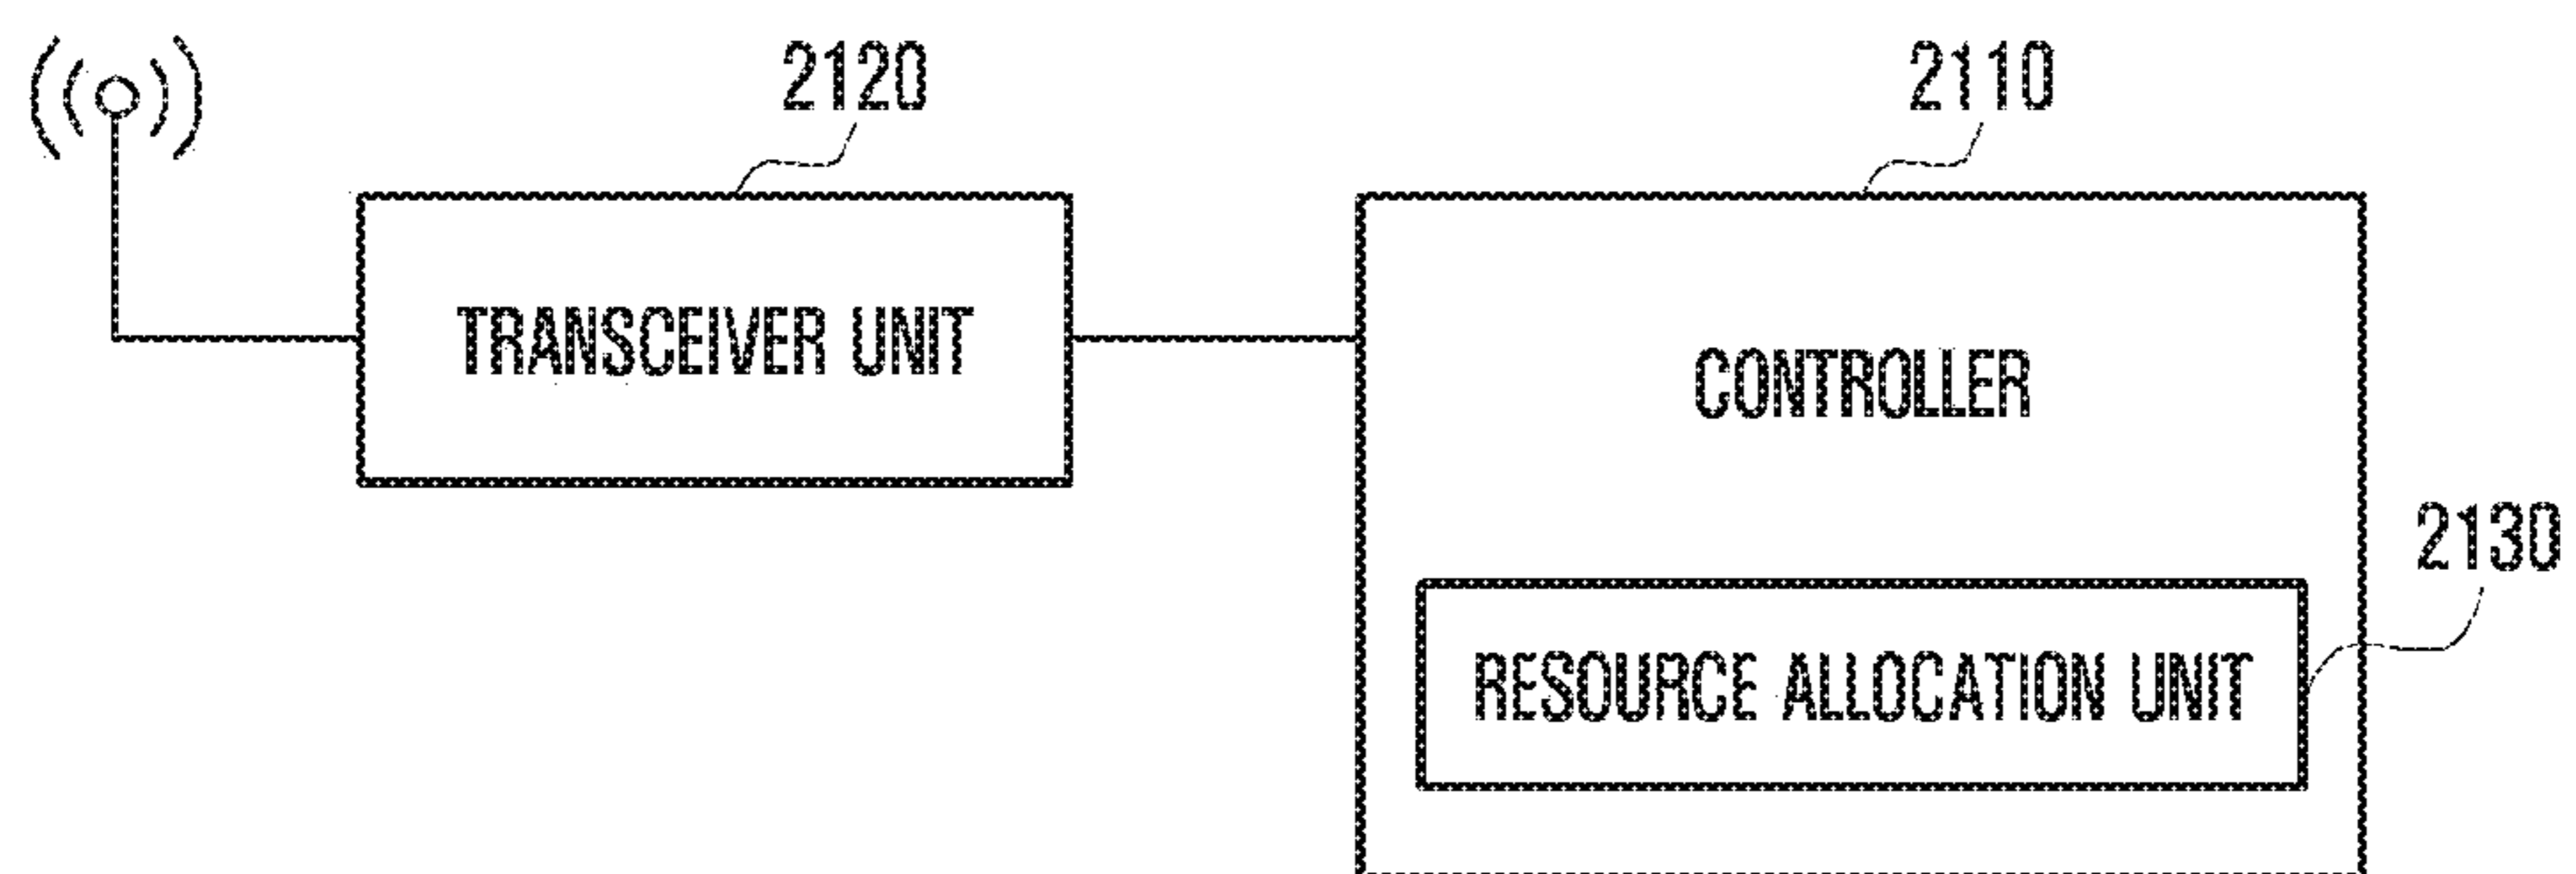 2120
2110
TRANSCEIVER UNIT
CONTROLLER
2130
RESOURCE ALLOCATION UNIT